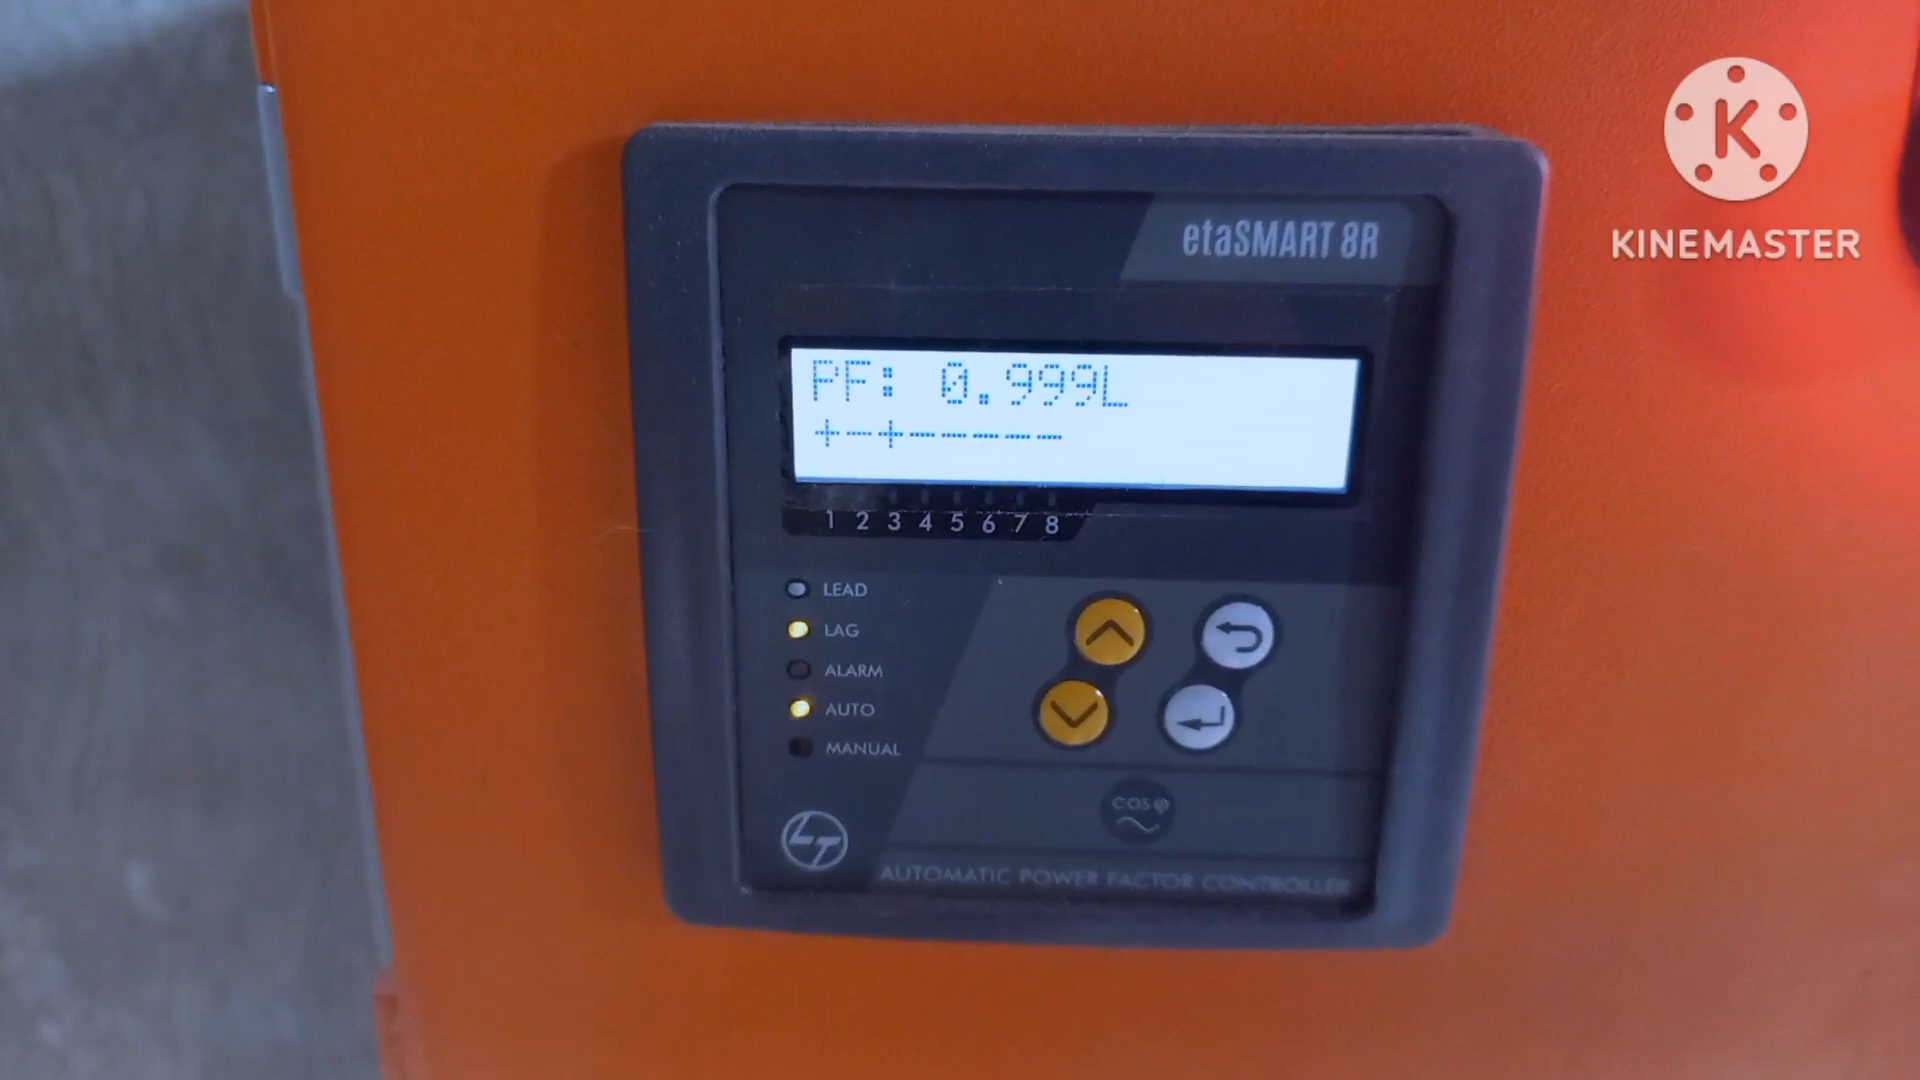 etaSMART 8R
K
KINEMASTER
PF: 0.999L
+-+-----
1 2 3 4 5 6 7 8
LEAD
LAG
ALARM
AUTO
MANUAL
COS φ
LT
AUTOMATIC POWER FACTOR CONTROLLER